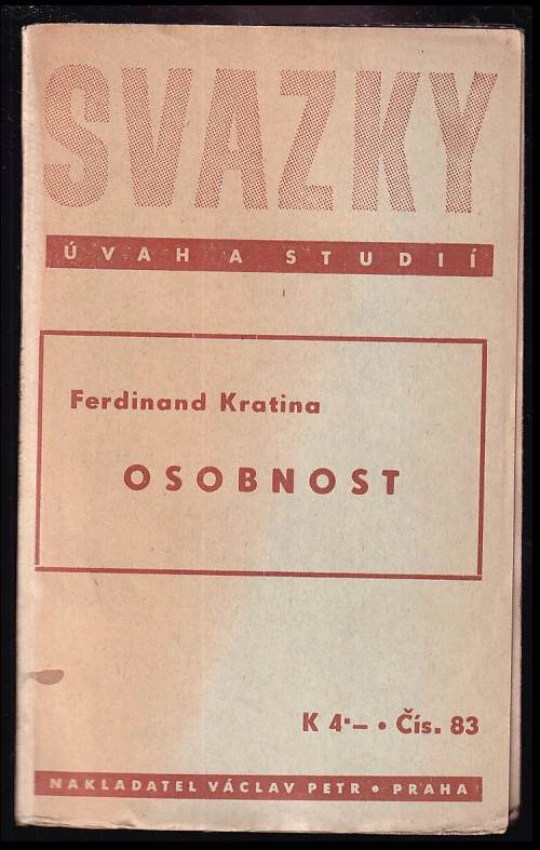 SVAZKY
ÚVAH A STUDIÍ
Ferdinand Kratina
OSOBNOST
K 4·– • Čís. 83
NAKLADATEL VÁCLAV PETR • PRAHA